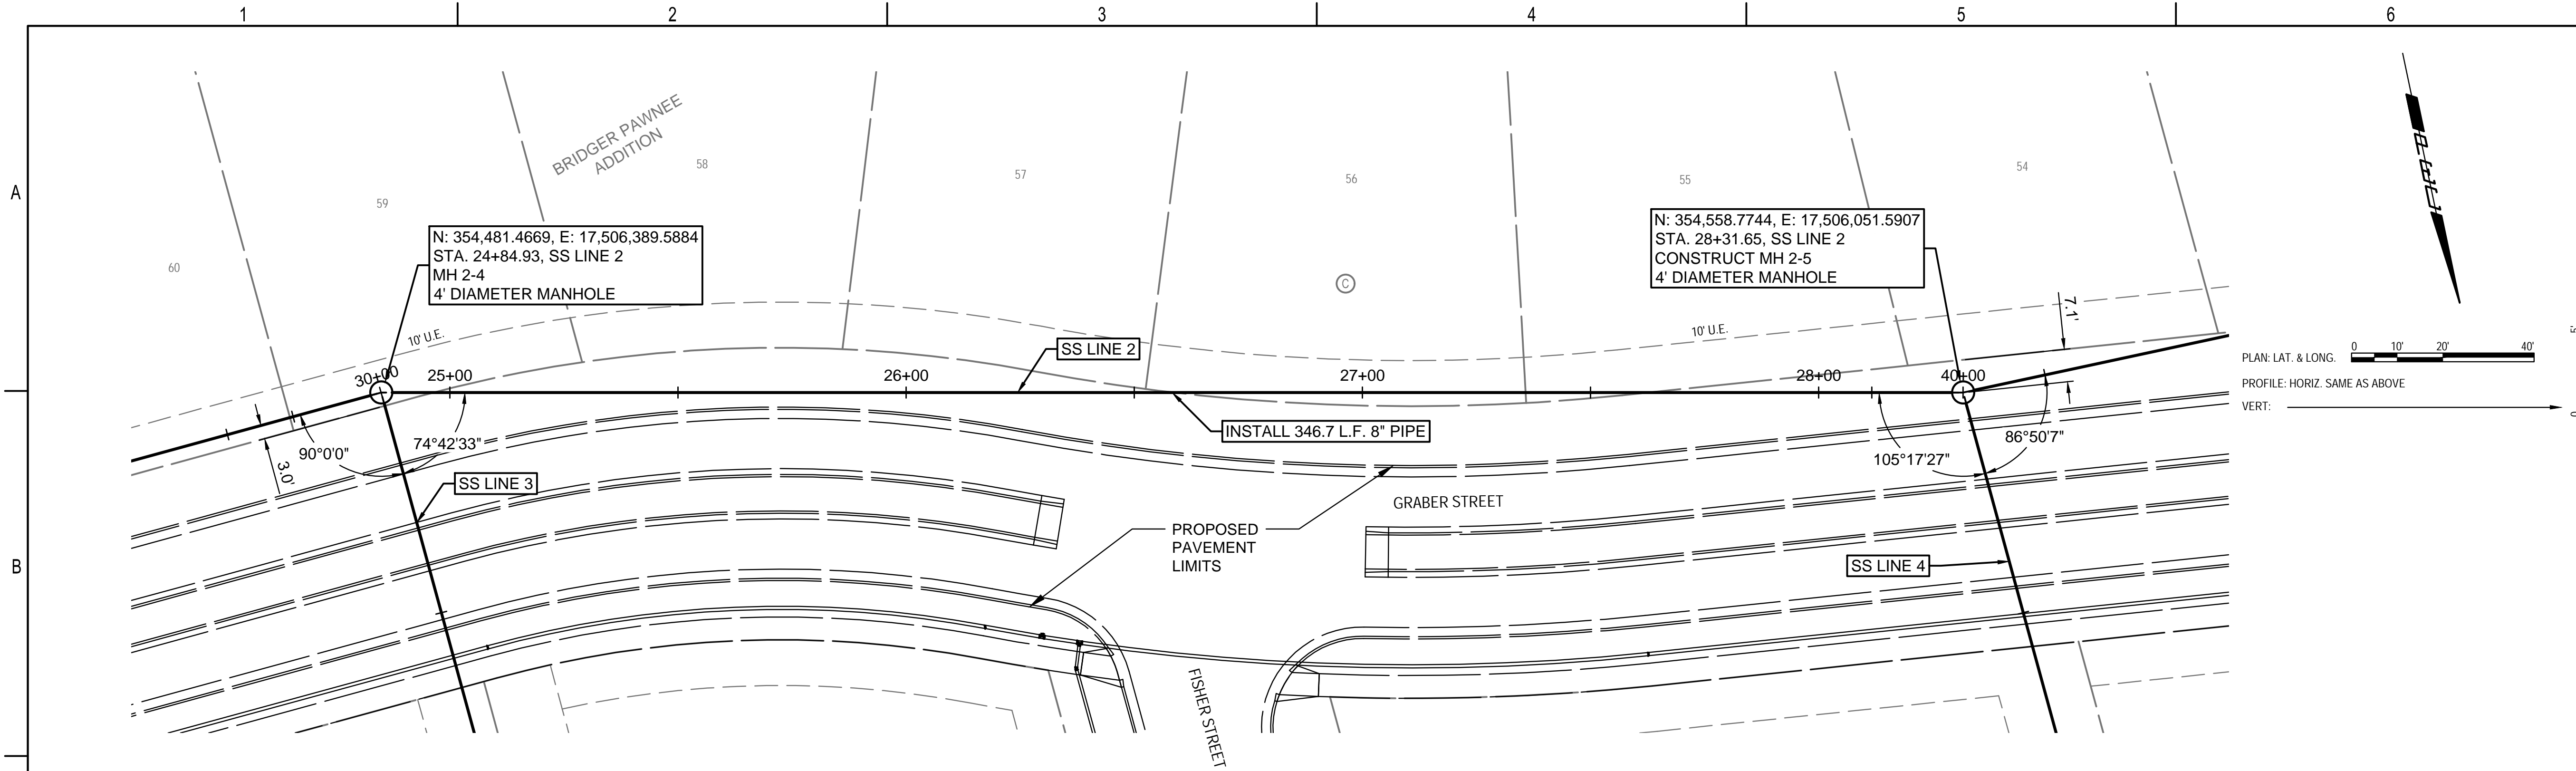 1
2
3
4
5
6
A
B
BRIDGER PAWNEE
ADDITION
60
59
58
57
56
55
54
N: 354,481.4669, E: 17,506,389.5884
STA. 24+84.93, SS LINE 2
MH 2-4
4' DIAMETER MANHOLE
N: 354,558.7744, E: 17,506,051.5907
STA. 28+31.65, SS LINE 2
CONSTRUCT MH 2-5
4' DIAMETER MANHOLE
C
10' U.E.
10' U.E.
7.1'
SS LINE 2
30+00
25+00
26+00
27+00
28+00
40+00
INSTALL 346.7 L.F. 8" PIPE
90°0'0"
74°42'33"
3.0'
105°17'27"
86°50'7"
SS LINE 3
GRABER STREET
PROPOSED
PAVEMENT
LIMITS
SS LINE 4
FISHER STREET
PLAN: LAT. & LONG.
0 10' 20' 40'
PROFILE: HORIZ. SAME AS ABOVE
VERT:
5'
0